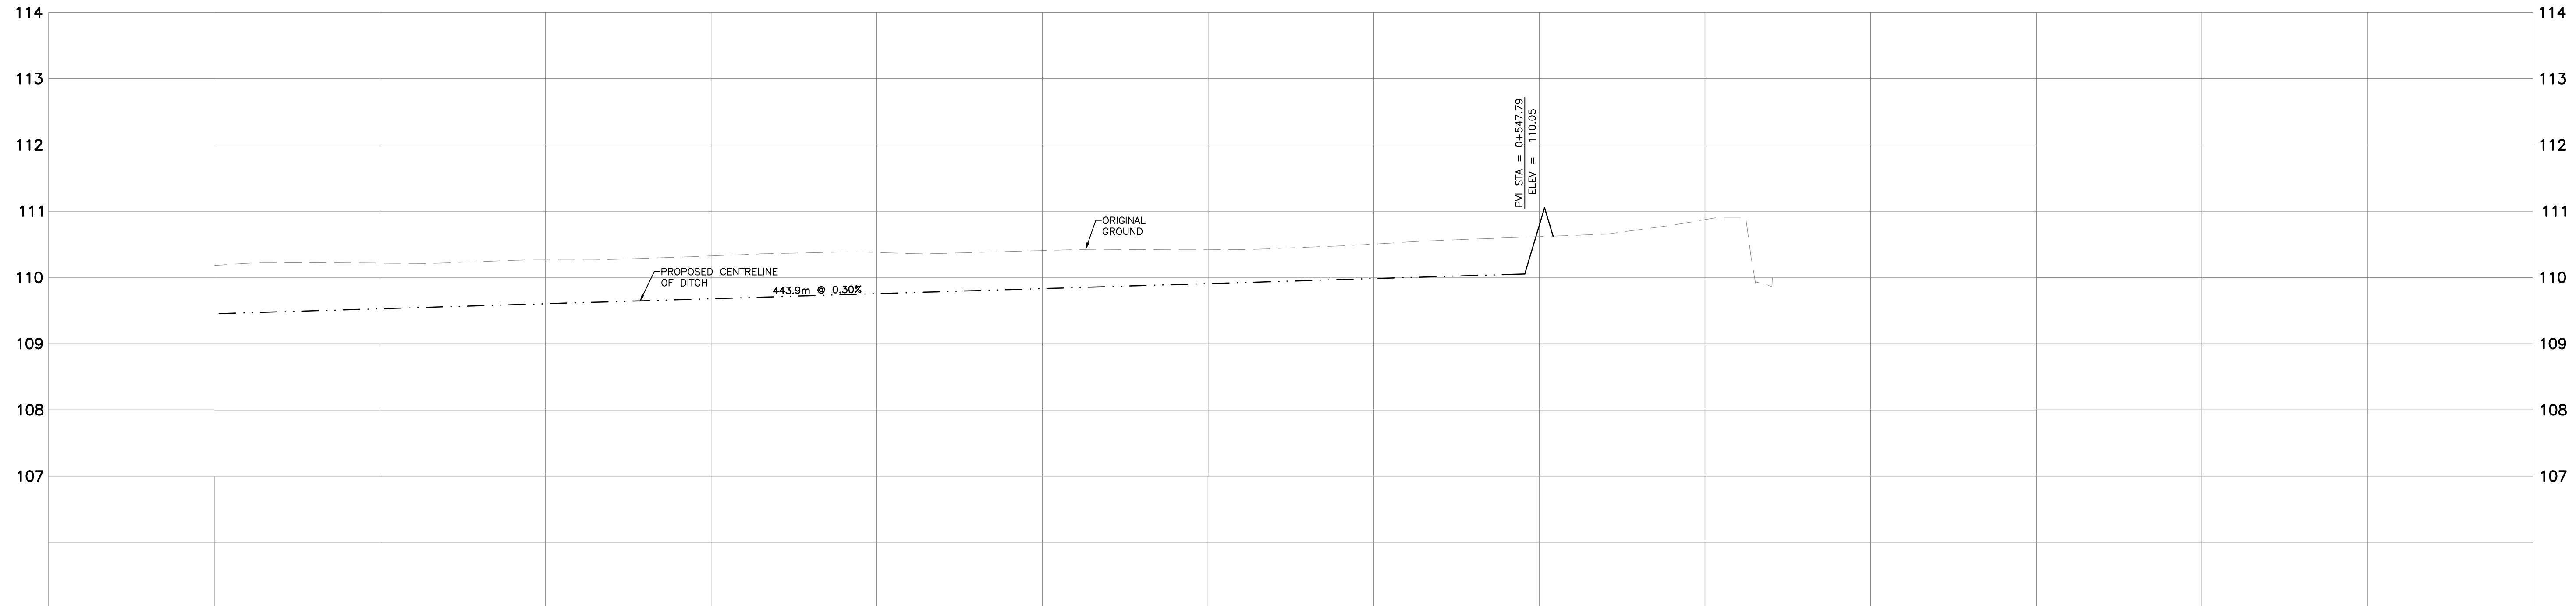 114
114
113
113
112
112
PVI STA = 0+547.79
ELEV = 110.05
111
111
ORIGINAL
GROUND
110
110
PROPOSED CENTRELINE
OF DITCH
443.9m @ 0.30%
109
109
108
108
107
107